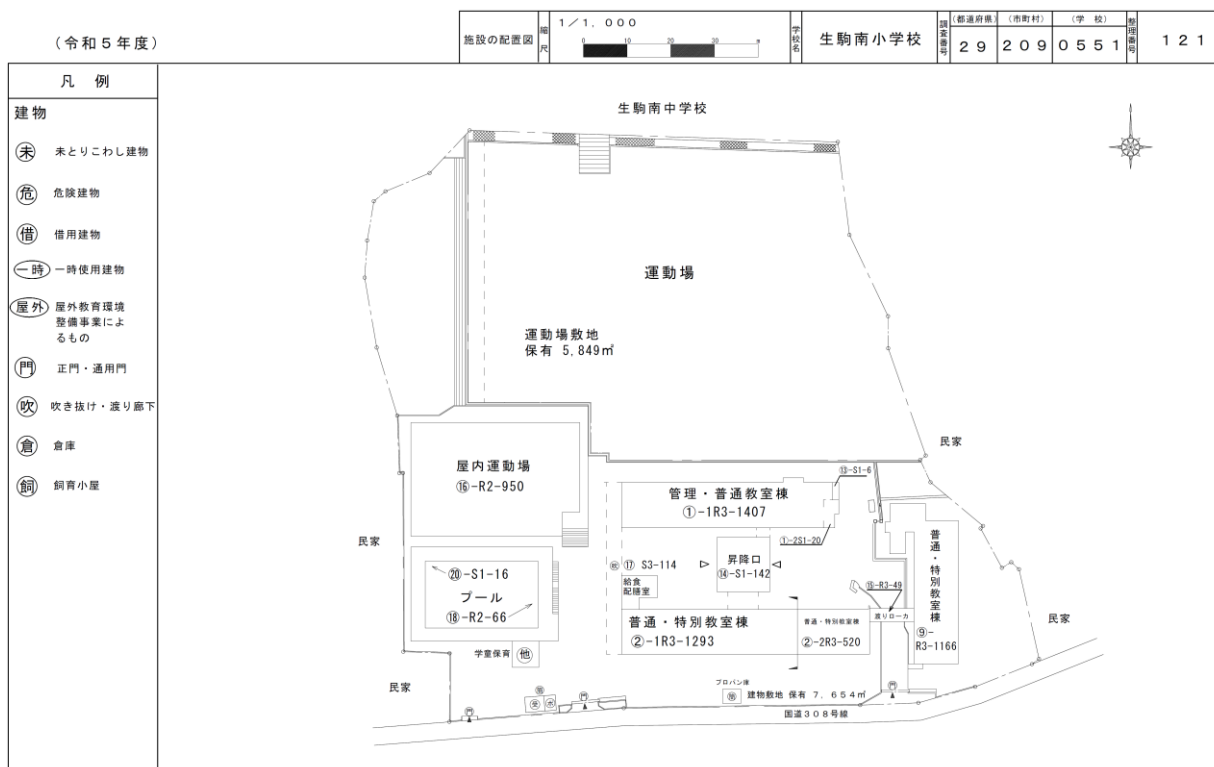 (令和5年度)
施設の配置図
縮尺
1/1,000
0 10 20 30 m
学校名
生駒南小学校
調査番号
(都道府県) (市町村) (学 校)
29 209 0551
整理番号
121
凡 例
建物
未 未とりこわし建物
危 危険建物
借 借用建物
一時 一時使用建物
屋外 屋外教育環境
整備事業によ
るもの
門 正門・通用門
吹 吹き抜け・渡り廊下
倉 倉庫
飼 飼育小屋
生駒南中学校
運動場
運動場敷地
保有 5,849㎡
民家
屋内運動場
⑯-R2-950
⑬-S1-6
管理・普通教室棟
①-1R3-1407
①-2S1-20
民家
⑰ S3-114
給食
配膳室
昇降口
⑭-S1-142
⑳-S1-16
プール
⑱-R2-66
⑮-R3-49
渡りローカ
普通・特別教室棟
⑨-
R3-1166
民家
普通・特別教室棟
②-1R3-1293
普通・特別教室棟
②-2R3-520
学童保育
他
民家
プロパン庫
建物敷地 保有 7,654㎡
門
門
門
国道308号線